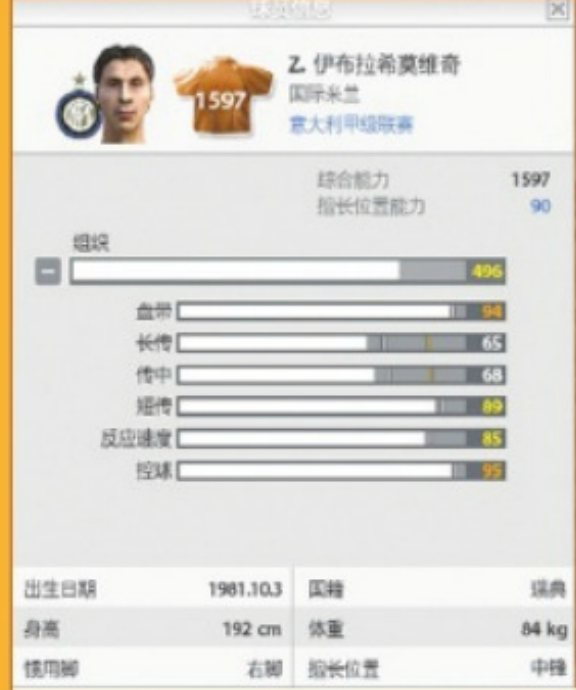 球员信息
1597
Z. 伊布拉希莫维奇
国际米兰
意大利甲级联赛
综合能力 1597
擅长位置能力 90
组织
496
盘带 94
长传 65
传中 68
短传 89
反应速度 85
控球 95
出生日期 1981.10.3 国籍 瑞典
身高 192 cm 体重 84 kg
惯用脚 右脚 擅长位置 中锋